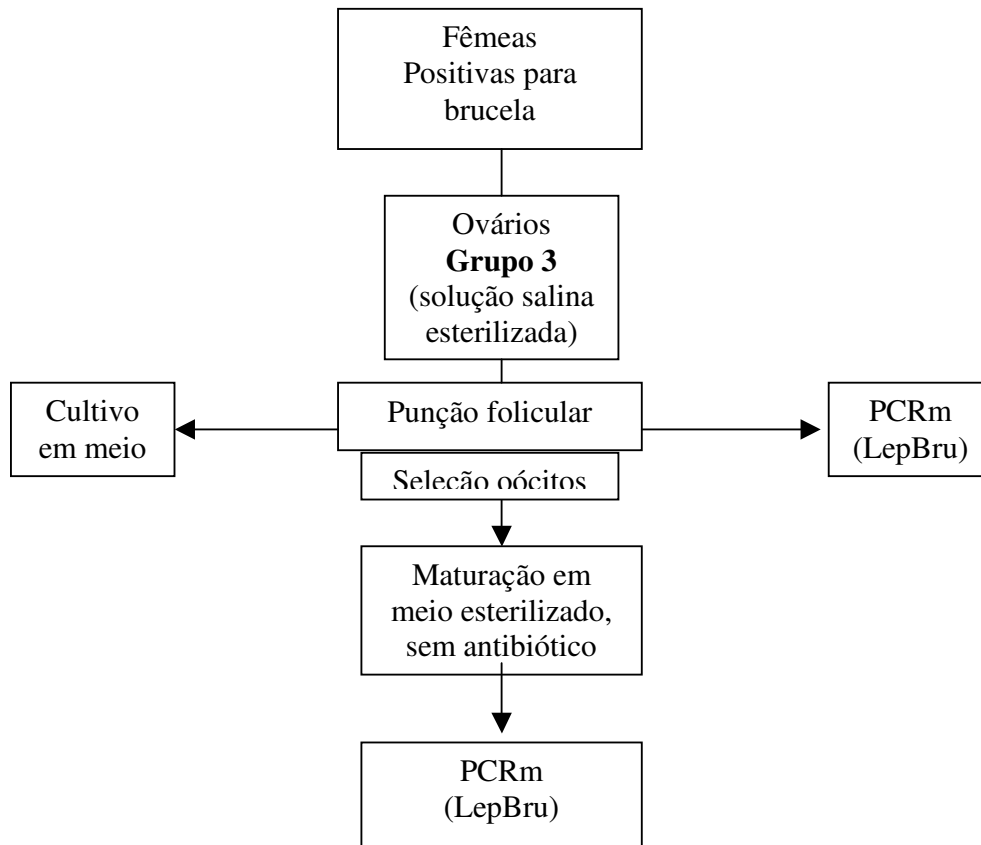 Fêmeas
Positivas para
brucela
Ovários
Grupo 3
(solução salina
esterilizada)
Cultivo
em meio
Punção folicular
PCRm
(LepBru)
Seleção oócitos
Maturação em
meio esterilizado,
sem antibiótico
PCRm
(LepBru)